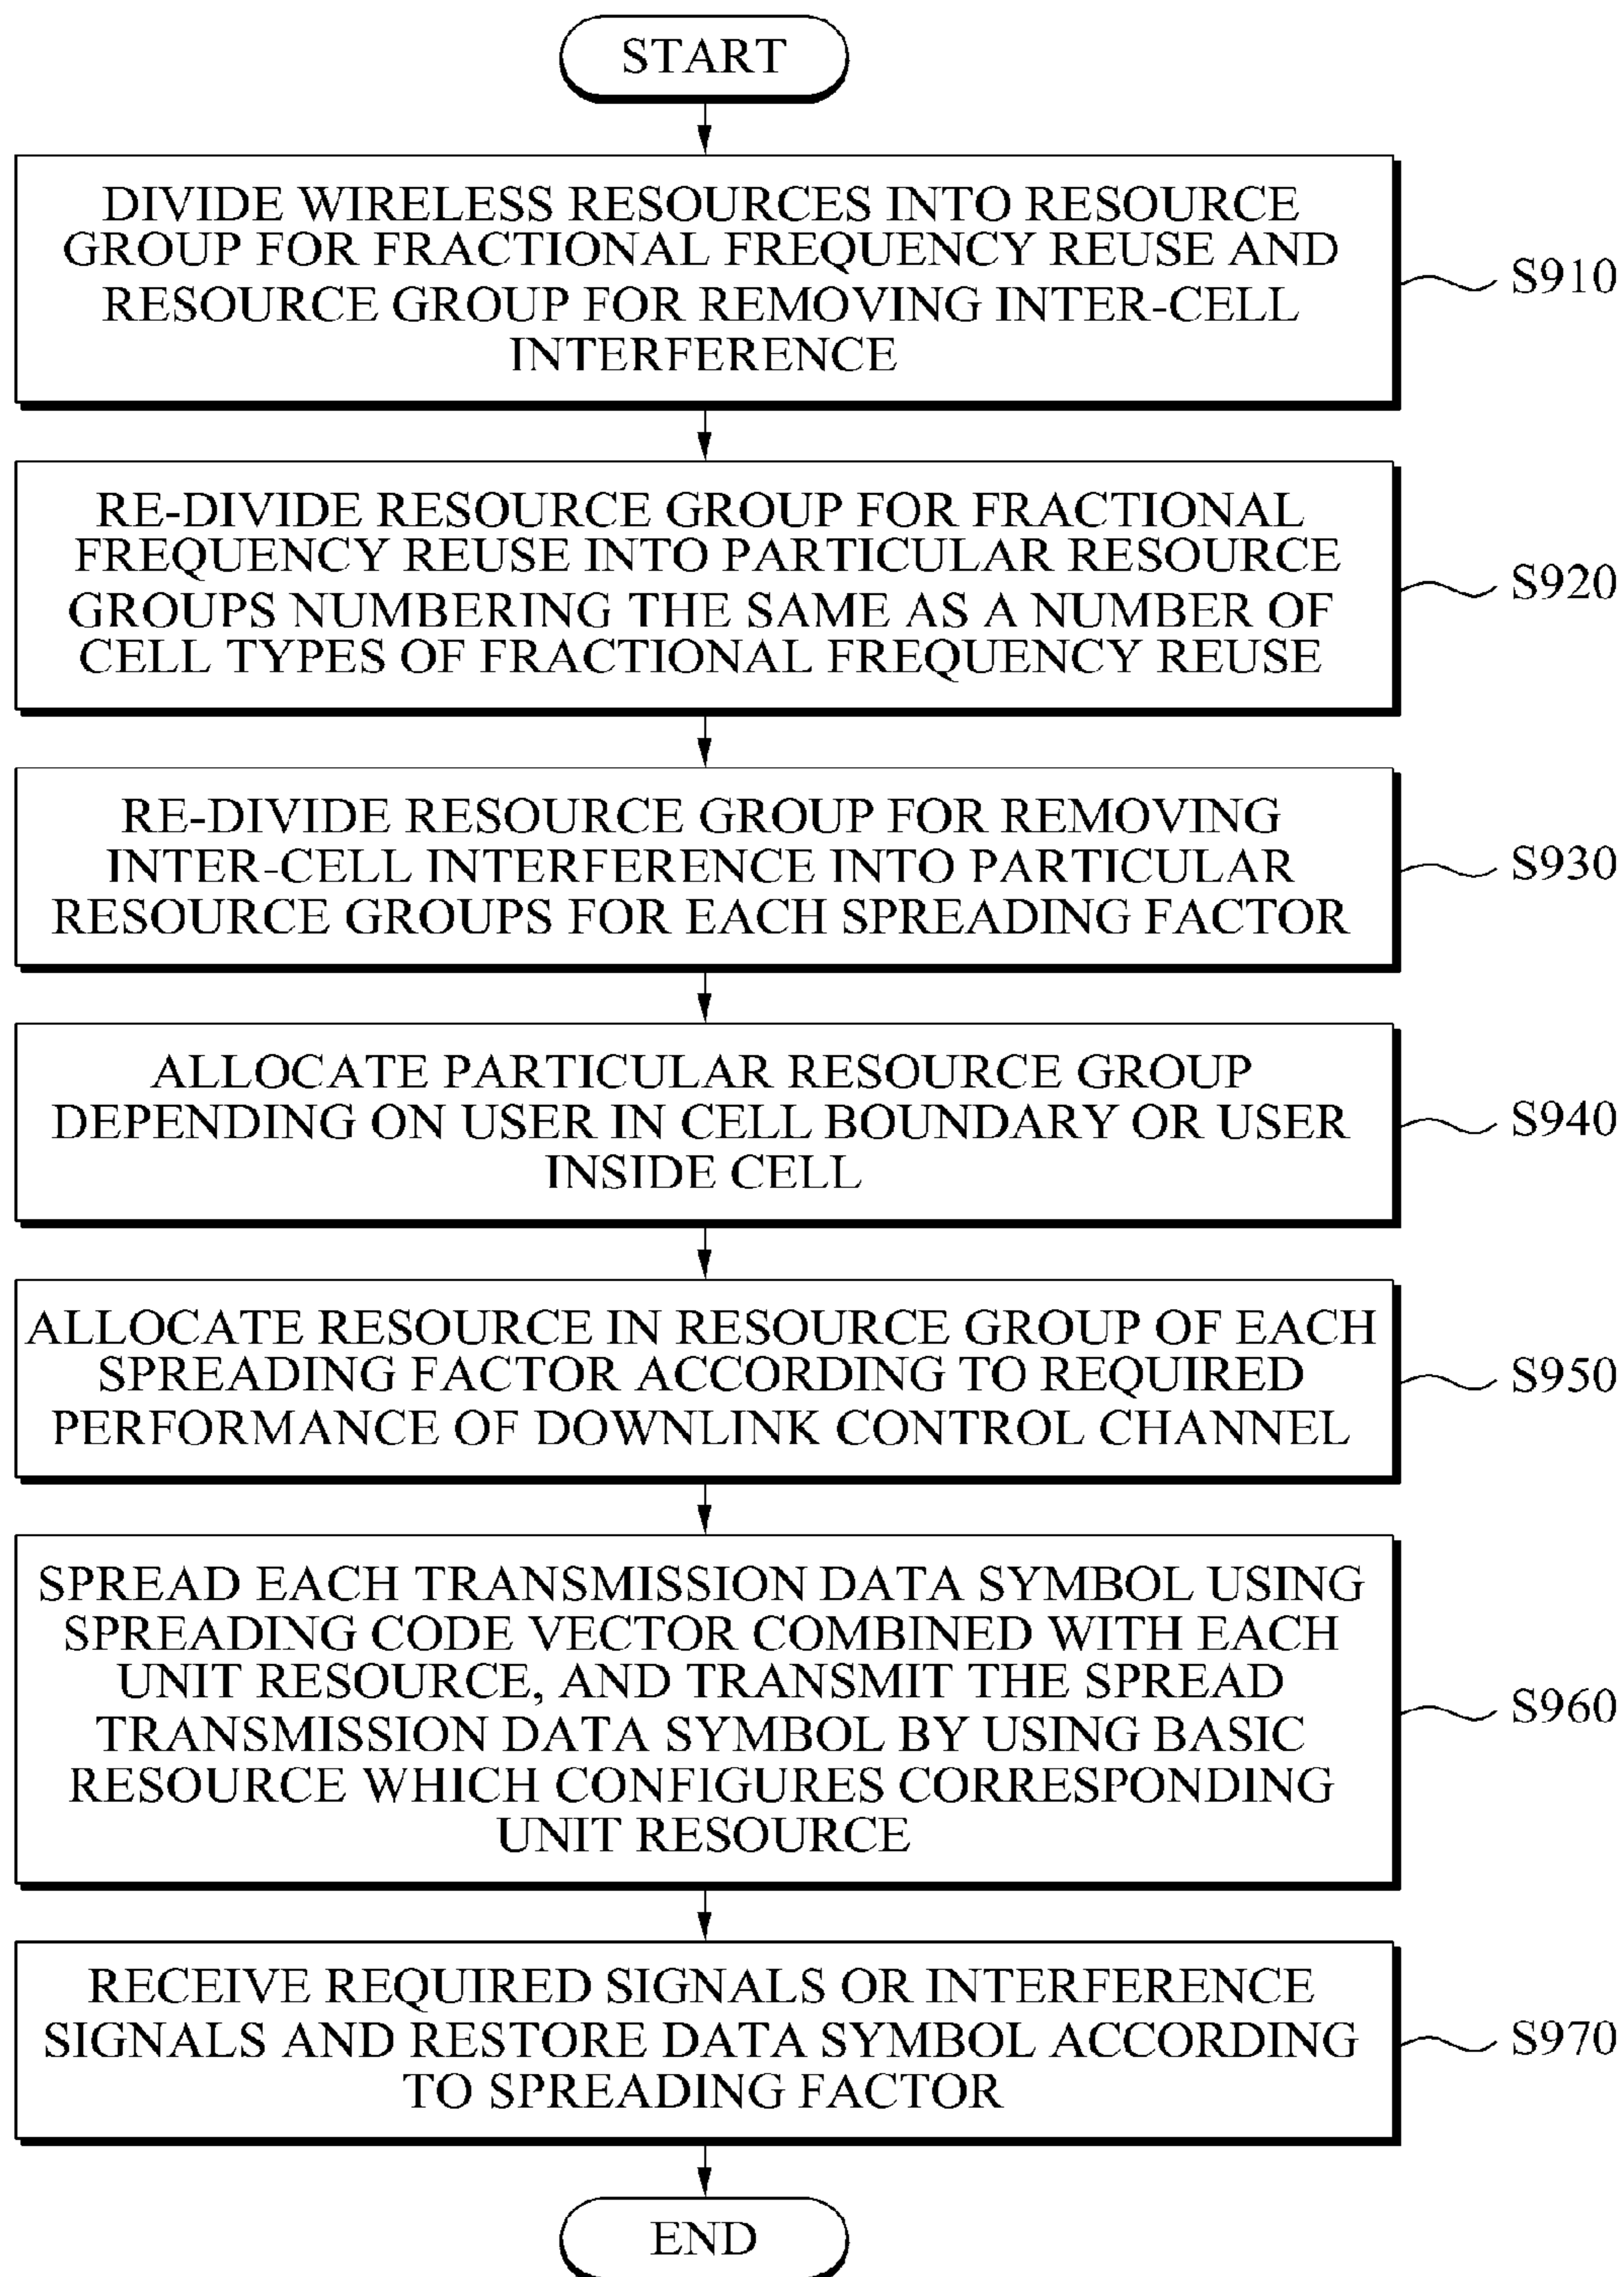 START
DIVIDE WIRELESS RESOURCES INTO RESOURCE
GROUP FOR FRACTIONAL FREQUENCY REUSE AND
RESOURCE GROUP FOR REMOVING INTER-CELL
INTERFERENCE
S910
RE-DIVIDE RESOURCE GROUP FOR FRACTIONAL
FREQUENCY REUSE INTO PARTICULAR RESOURCE
GROUPS NUMBERING THE SAME AS A NUMBER OF
CELL TYPES OF FRACTIONAL FREQUENCY REUSE
S920
RE-DIVIDE RESOURCE GROUP FOR REMOVING
INTER-CELL INTERFERENCE INTO PARTICULAR
RESOURCE GROUPS FOR EACH SPREADING FACTOR
S930
ALLOCATE PARTICULAR RESOURCE GROUP
DEPENDING ON USER IN CELL BOUNDARY OR USER
INSIDE CELL
S940
ALLOCATE RESOURCE IN RESOURCE GROUP OF EACH
SPREADING FACTOR ACCORDING TO REQUIRED
PERFORMANCE OF DOWNLINK CONTROL CHANNEL
S950
SPREAD EACH TRANSMISSION DATA SYMBOL USING
SPREADING CODE VECTOR COMBINED WITH EACH
UNIT RESOURCE, AND TRANSMIT THE SPREAD
TRANSMISSION DATA SYMBOL BY USING BASIC
RESOURCE WHICH CONFIGURES CORRESPONDING
UNIT RESOURCE
S960
RECEIVE REQUIRED SIGNALS OR INTERFERENCE
SIGNALS AND RESTORE DATA SYMBOL ACCORDING
TO SPREADING FACTOR
S970
END